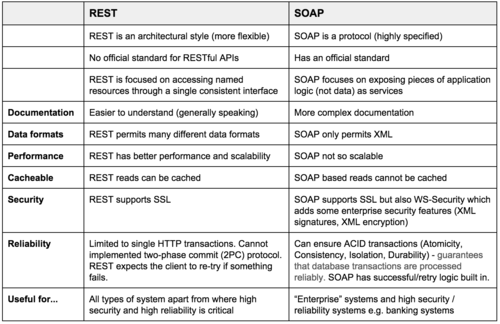 REST SOAP
REST is an architectural style (more flexible) SOAP is a protocol (highly specified)
No official standard for RESTful APIs Has an official standard
REST is focused on accessing named
resources through a single consistent interface
SOAP focuses on exposing pieces of application
logic (not data) as services
Documentation Easier to understand (generally speaking) More complex documentation
Data formats REST permits many different data formats SOAP only permits XML
Performance REST has better performance and scalability SOAP not so scalable
Cacheable REST reads can be cached SOAP based reads cannot be cached
Security REST supports SSL
SOAP supports SSL but also WS-Security which
adds some enterprise security features (XML
signatures, XML encryption)
Reliability
Limited to single HTTP transactions. Cannot
implemented two-phase commit (2PC) protocol.
REST expects the client to re-try if something
fails.
Can ensure ACID transactions (Atomicity,
Consistency, Isolation, Durability) - guarantees
that database transactions are processed
reliably. SOAP has successful/retry logic built in.
Useful for...
All types of system apart from where high
security and high reliability is critical
"Enterprise" systems and high security /
reliability systems e.g. banking systems